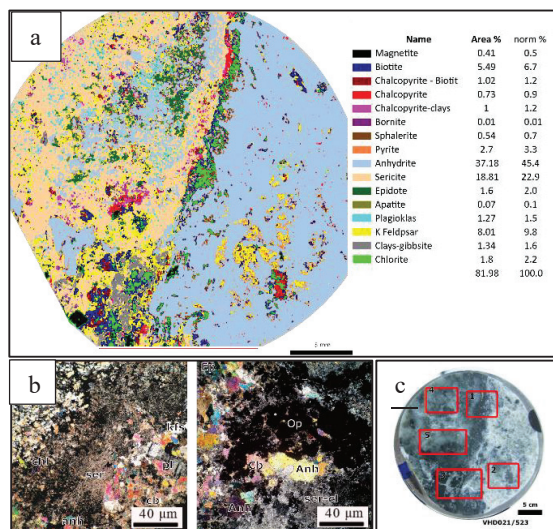 a
Name Area % norm %
Magnetite 0.41 0.5
Biotite 5.49 6.7
Chalcopyrite - Biotit 1.02 1.2
Chalcopyrite 0.73 0.9
Chalcopyrite-clays 1 1.2
Bornite 0.01 0.01
Sphalerite 0.54 0.7
Pyrite 2.7 3.3
Anhydrite 37.18 45.4
Sericite 18.81 22.9
Epidote 1.6 2.0
Apatite 0.07 0.1
Plagioklas 1.27 1.5
K Feldpsar 8.01 9.8
Clays-gibbsite 1.34 1.6
Chlorite 1.8 2.2
81.98 100.0
b
chl
ser
kfs
pl
cb
anh
40 µm
Op
Cb
Anh
Anh
ser-cl
40 µm
c
4
1
5
2
5 cm
VHD021/523